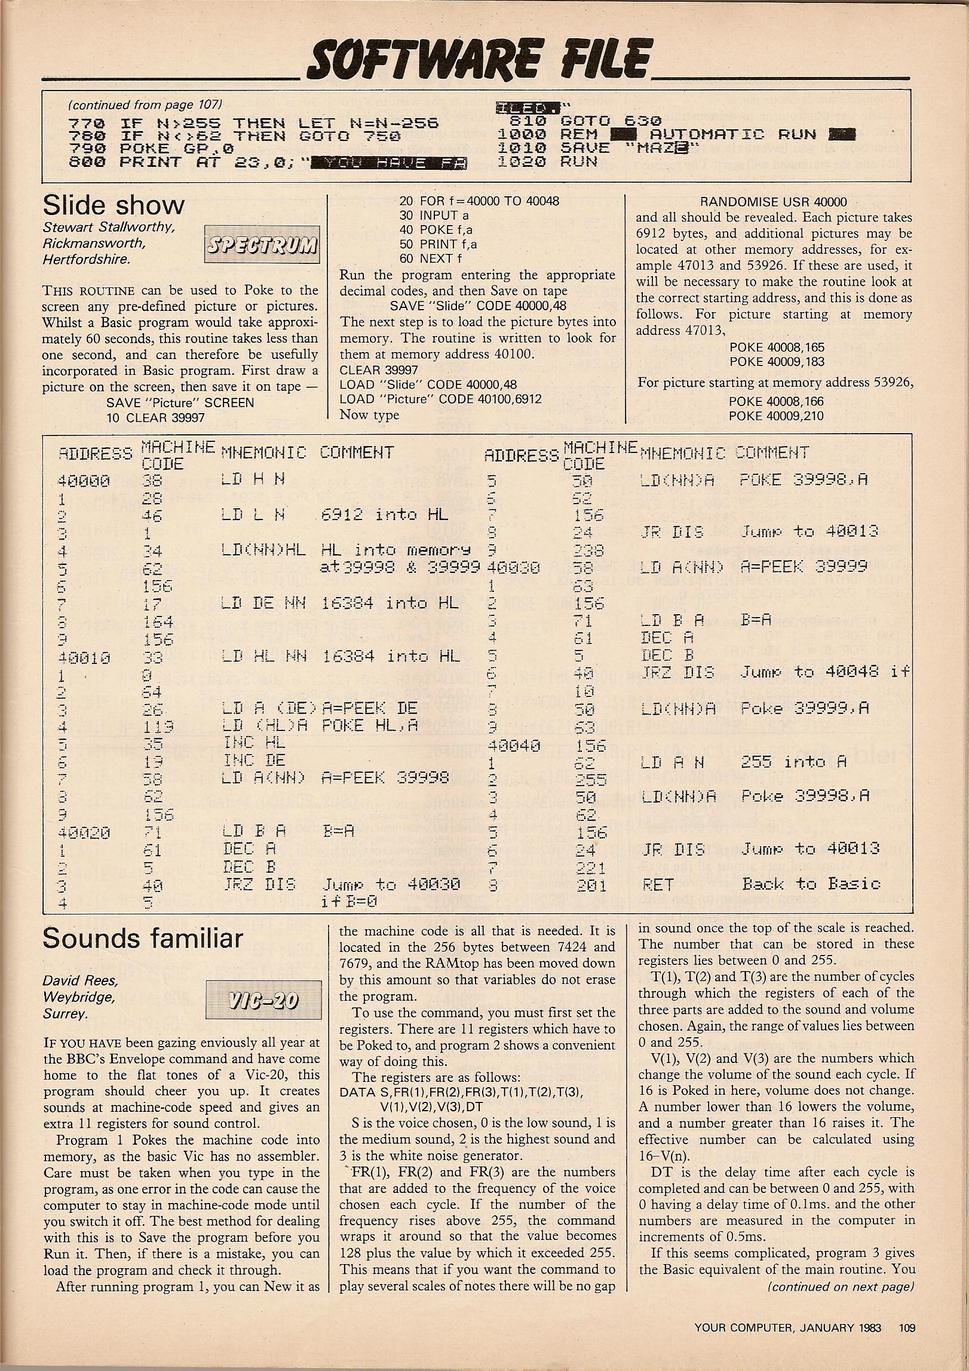 SOFTWARE FILE
(continued from page 107)
770 IF N>255 THEN LET N=N-256
780 IF N<>62 THEN GOTO 750
790 POKE GP,0
800 PRINT AT 23,0;"YOU HAVE FA
ILED."
810 GOTO 630
1000 REM AUTOMATIC RUN
1010 SAVE "MAZE"
1020 RUN
Slide show
Stewart Stallworthy,
Rickmansworth,
Hertfordshire.
SPECTRUM
THIS ROUTINE can be used to Poke to the
screen any pre-defined picture or pictures.
Whilst a Basic program would take approxi-
mately 60 seconds, this routine takes less than
one second, and can therefore be usefully
incorporated in Basic program. First draw a
picture on the screen, then save it on tape —
SAVE "Picture" SCREEN
10 CLEAR 39997
20 FOR f=40000 TO 40048
30 INPUT a
40 POKE f,a
50 PRINT f,a
60 NEXT f
Run the program entering the appropriate
decimal codes, and then Save on tape
SAVE "Slide" CODE 40000,48
The next step is to load the picture bytes into
memory. The routine is written to look for
them at memory address 40100.
CLEAR 39997
LOAD "Slide" CODE 40000,48
LOAD "Picture" CODE 40100,6912
Now type
RANDOMISE USR 40000
and all should be revealed. Each picture takes
6912 bytes, and additional pictures may be
located at other memory addresses, for ex-
ample 47013 and 53926. If these are used, it
will be necessary to make the routine look at
the correct starting address, and this is done as
follows. For picture starting at memory
address 47013,
POKE 40008,165
POKE 40009,183
For picture starting at memory address 53926,
POKE 40008,166
POKE 40009,210
ADDRESS MACHINE CODE MNEMONIC COMMENT
40000 38 LD H N
1 28
2 46 LD L N 6912 into HL
3 1
4 34 LD(NN)HL HL into memory
5 62 at 39998 & 39999
6 156
7 17 LD DE NN 16384 into HL
8 164
9 156
40010 33 LD HL NN 16384 into HL
1 0
2 64
3 26 LD A (DE) A=PEEK DE
4 119 LD (HL)A POKE HL,A
5 35 INC HL
6 19 INC DE
7 58 LD A(NN) A=PEEK 39998
8 62
9 156
40020 71 LD B A B=A
1 61 DEC A
2 5 DEC B
3 40 JRZ DIS Jump to 40030
4 5 if B=0
ADDRESS MACHINE CODE MNEMONIC COMMENT
5 50 LD(NN)A POKE 39998,A
6 62
7 156
8 24 JR DIS Jump to 40013
9 238
40030 58 LD A(NN) A=PEEK 39999
1 63
2 156
3 71 LD B A B=A
4 61 DEC A
5 5 DEC B
6 40 JRZ DIS Jump to 40048 if
7 10
8 50 LD(NN)A Poke 39999,A
9 63
40040 156
1 62 LD A N 255 into A
2 255
3 50 LD(NN)A Poke 39998,A
4 62
5 156
6 24 JR DIS Jump to 40013
7 221
8 201 RET Back to Basic
Sounds familiar
David Rees,
Weybridge,
Surrey.
VIC-20
IF YOU HAVE been gazing enviously all year at
the BBC's Envelope command and have come
home to the flat tones of a Vic-20, this
program should cheer you up. It creates
sounds at machine-code speed and gives an
extra 11 registers for sound control.
Program 1 Pokes the machine code into
memory, as the basic Vic has no assembler.
Care must be taken when you type in the
program, as one error in the code can cause the
computer to stay in machine-code mode until
you switch it off. The best method for dealing
with this is to Save the program before you
Run it. Then, if there is a mistake, you can
load the program and check it through.
After running program 1, you can New it as
the machine code is all that is needed. It is
located in the 256 bytes between 7424 and
7679, and the RAMtop has been moved down
by this amount so that variables do not erase
the program.
To use the command, you must first set the
registers. There are 11 registers which have to
be Poked to, and program 2 shows a convenient
way of doing this.
The registers are as follows:
DATA S,FR(1),FR(2),FR(3),T(1),T(2),T(3),
V(1),V(2),V(3),DT
S is the voice chosen, 0 is the low sound, 1 is
the medium sound, 2 is the highest sound and
3 is the white noise generator.
FR(1), FR(2) and FR(3) are the numbers
that are added to the frequency of the voice
chosen each cycle. If the number of the
frequency rises above 255, the command
wraps it around so that the value becomes
128 plus the value by which it exceeded 255.
This means that if you want the command to
play several scales of notes there will be no gap
in sound once the top of the scale is reached.
The number that can be stored in these
registers lies between 0 and 255.
T(1), T(2) and T(3) are the number of cycles
through which the registers of each of the
three parts are added to the sound and volume
chosen. Again, the range of values lies between
0 and 255.
V(1), V(2) and V(3) are the numbers which
change the volume of the sound each cycle. If
16 is Poked in here, volume does not change.
A number lower than 16 lowers the volume,
and a number greater than 16 raises it. The
effective number can be calculated using
16–V(n).
DT is the delay time after each cycle is
completed and can be between 0 and 255, with
0 having a delay time of 0.1ms. and the other
numbers are measured in the computer in
increments of 0.5ms.
If this seems complicated, program 3 gives
the Basic equivalent of the main routine. You
(continued on next page)
YOUR COMPUTER, JANUARY 1983 109